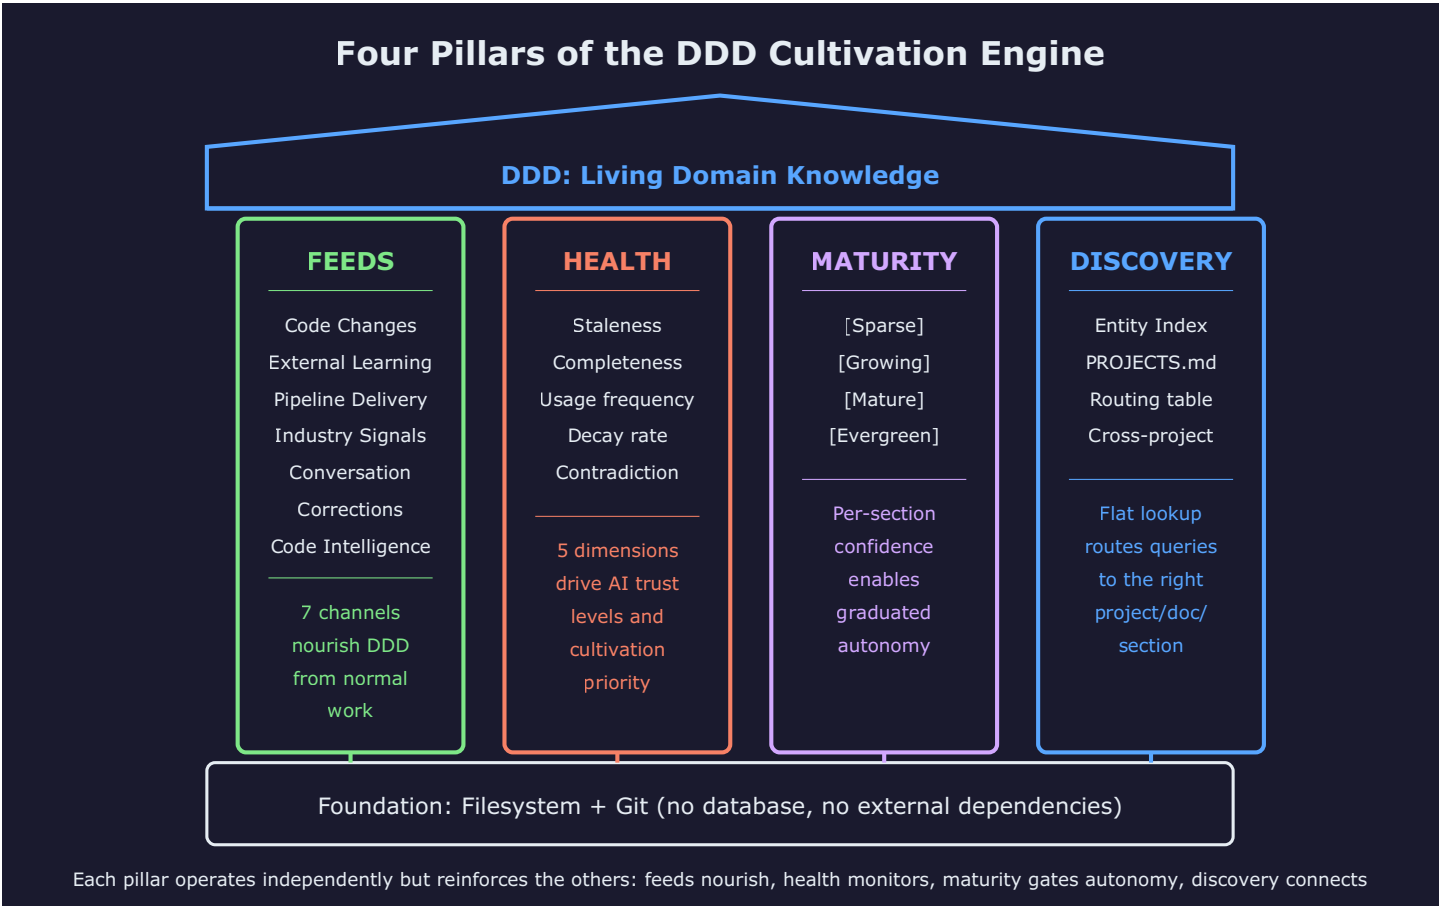 Four Pillars of the DDD Cultivation Engine
DDD: Living Domain Knowledge
FEEDS
Code Changes
External Learning
Pipeline Delivery
Industry Signals
Conversation
Corrections
Code Intelligence
7 channels
nourish DDD
from normal
work
HEALTH
Staleness
Completeness
Usage frequency
Decay rate
Contradiction
5 dimensions
drive AI trust
levels and
cultivation
priority
MATURITY
[Sparse]
[Growing]
[Mature]
[Evergreen]
Per-section
confidence
enables
graduated
autonomy
DISCOVERY
Entity Index
PROJECTS.md
Routing table
Cross-project
Flat lookup
routes queries
to the right
project/doc/
section
Foundation: Filesystem + Git (no database, no external dependencies)
Each pillar operates independently but reinforces the others: feeds nourish, health monitors, maturity gates autonomy, discovery connects